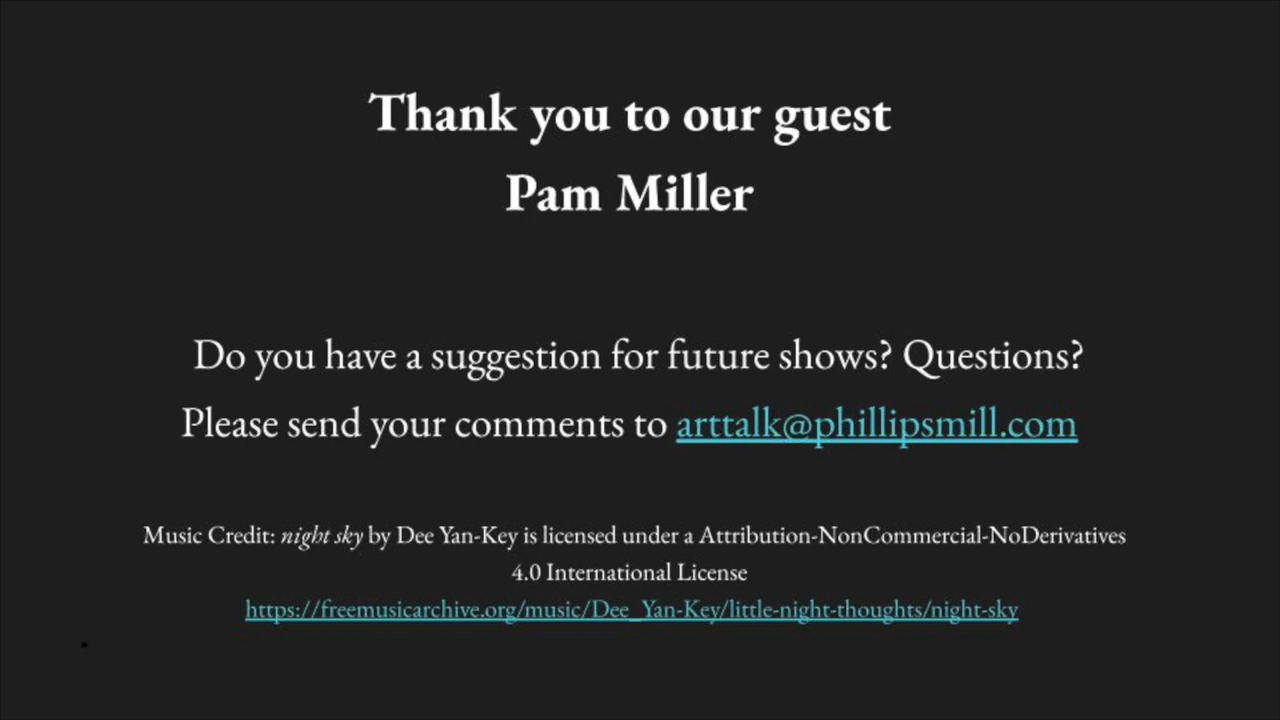 Thank you to our guest
Pam Miller
Do you have a suggestion for future shows? Questions?
Please send your comments to arttalk@phillipsmill.com
Music Credit: night sky by Dee Yan-Key is licensed under a Attribution-NonCommercial-NoDerivatives
4.0 International License
https://freemusicarchive.org/music/Dee_Yan-Key/little-night-thoughts/night-sky